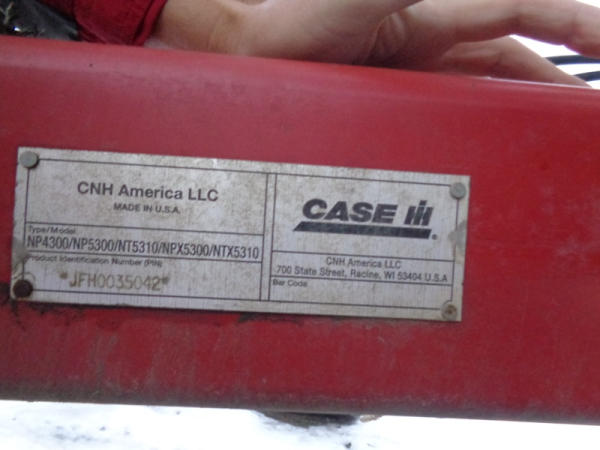 CNH America LLC
MADE IN U.S.A.
Type/Model
NP4300/NP5300/NT5310/NPX5300/NTX5310
Product Identification Number (PIN)
*JFH0035042*
CASE IH
CNH America LLC
700 State Street, Racine, WI 53404 U.S.A
Bar Code